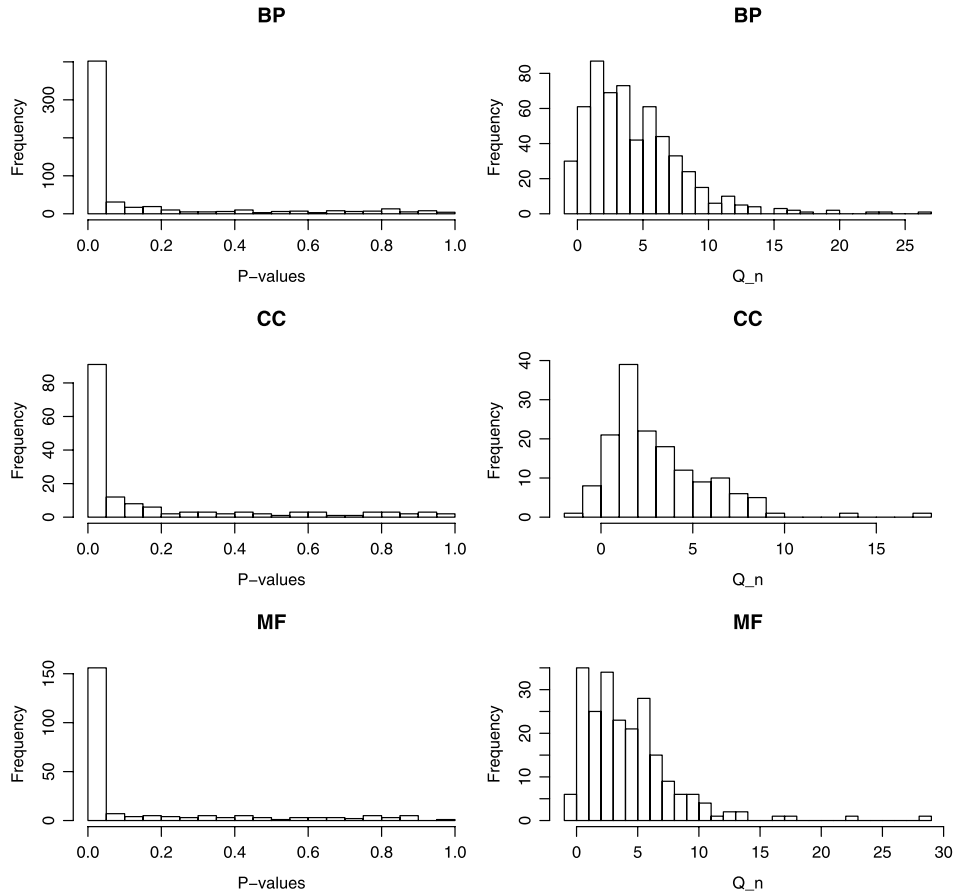 BP
Frequency
0 100 300
0.0 0.2 0.4 0.6 0.8 1.0
P-values
BP
Frequency
0 20 40 60 80
0 5 10 15 20 25
Q_n
CC
Frequency
0 20 40 60 80
0.0 0.2 0.4 0.6 0.8 1.0
P-values
CC
Frequency
0 10 20 30 40
0 5 10 15
Q_n
MF
Frequency
0 50 100 150
0.0 0.2 0.4 0.6 0.8 1.0
P-values
MF
Frequency
0 10 20 30
0 5 10 15 20 25 30
Q_n